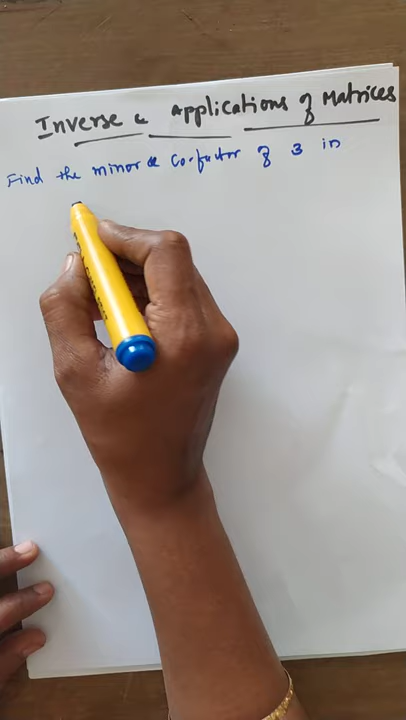 Inverse & Applications of Matrices
Find the minor & Co-factor of 3 in